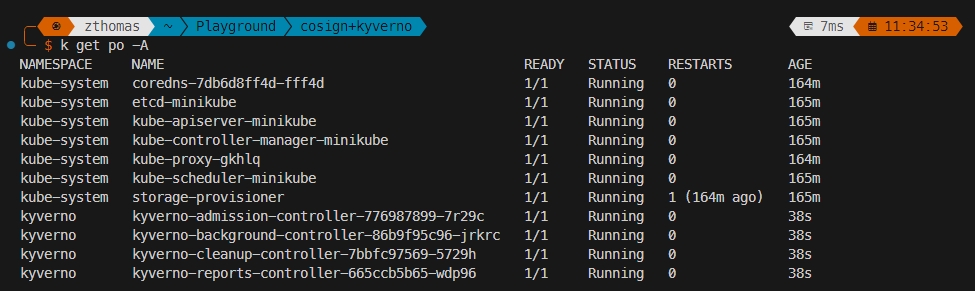 zthomas ~ Playground cosign+kyverno 7ms 11:34:53
$ k get po -A
NAMESPACE NAME READY STATUS RESTARTS AGE
kube-system coredns-7db6d8ff4d-fff4d 1/1 Running 0 164m
kube-system etcd-minikube 1/1 Running 0 165m
kube-system kube-apiserver-minikube 1/1 Running 0 165m
kube-system kube-controller-manager-minikube 1/1 Running 0 165m
kube-system kube-proxy-gkhlq 1/1 Running 0 164m
kube-system kube-scheduler-minikube 1/1 Running 0 165m
kube-system storage-provisioner 1/1 Running 1 (164m ago) 165m
kyverno kyverno-admission-controller-776987899-7r29c 1/1 Running 0 38s
kyverno kyverno-background-controller-86b9f95c96-jrkrc 1/1 Running 0 38s
kyverno kyverno-cleanup-controller-7bbfc97569-5729h 1/1 Running 0 38s
kyverno kyverno-reports-controller-665ccb5b65-wdp96 1/1 Running 0 38s